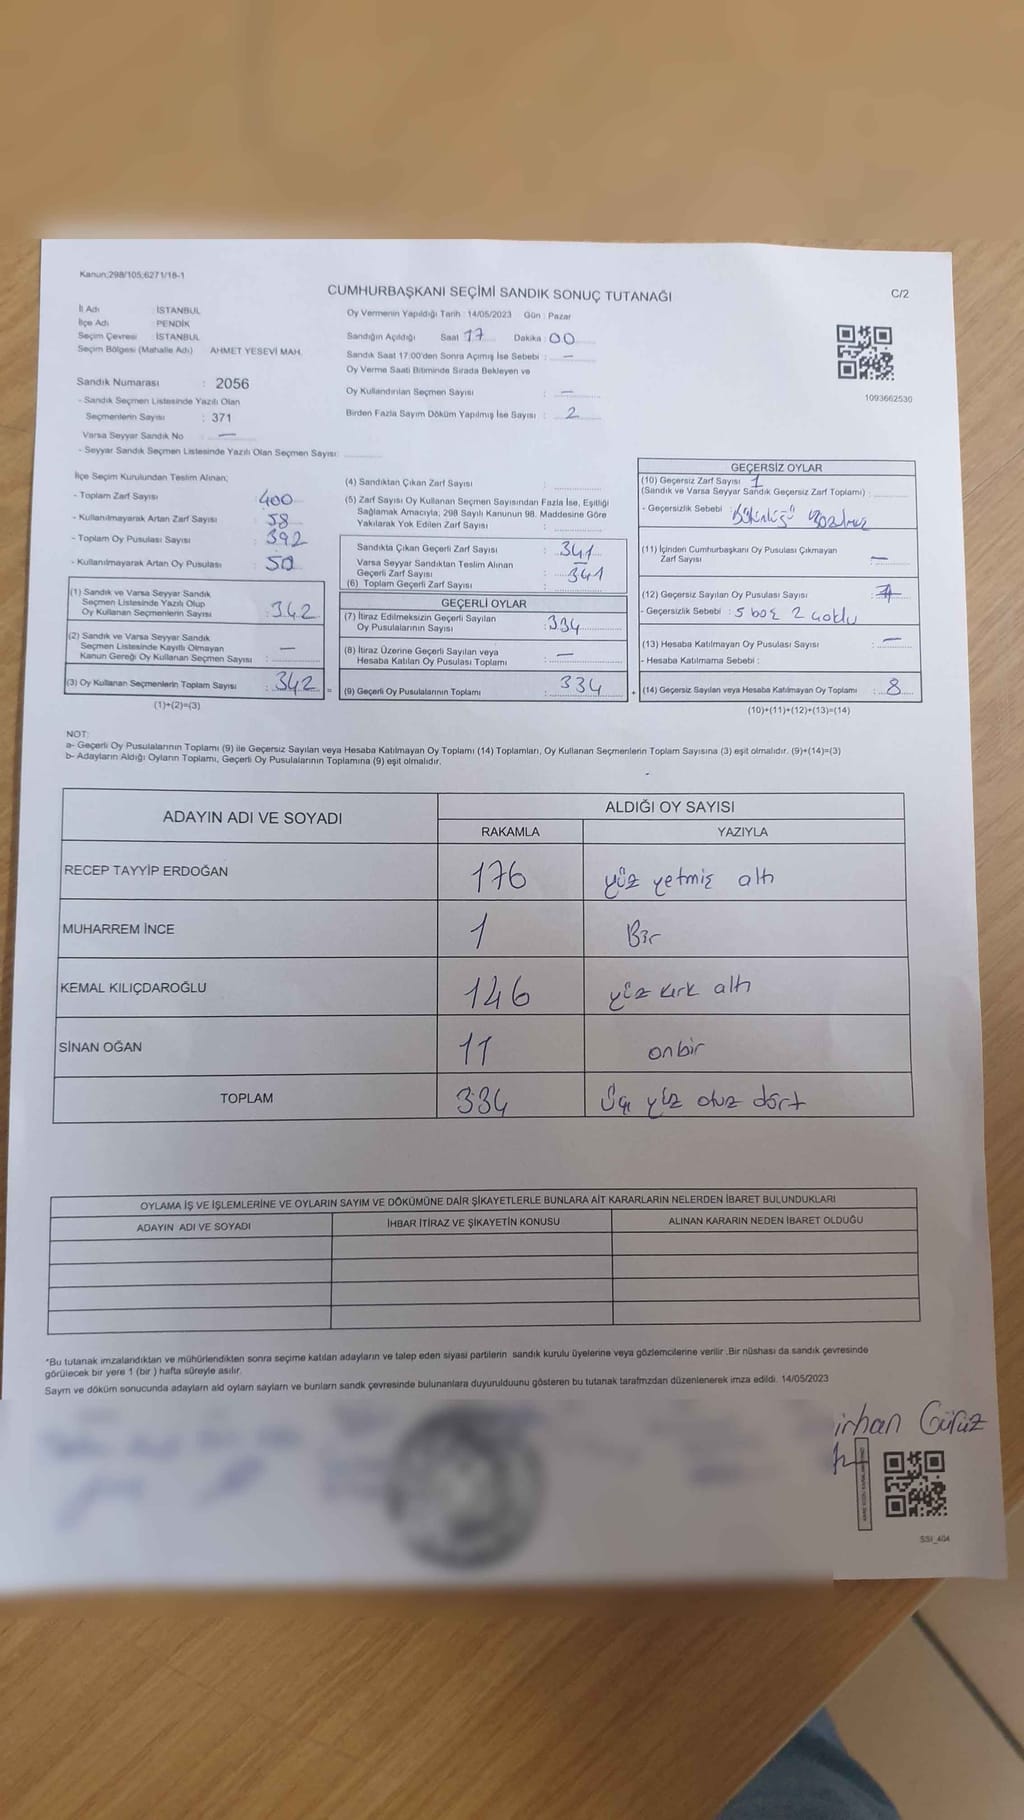 Kanun;298/105;6271/18-1
CUMHURBAŞKANI SEÇİMİ SANDIK SONUÇ TUTANAĞI
C/2
İl Adı İSTANBUL
İlçe Adı PENDİK
Seçim Çevresi İSTANBUL
Seçim Bölgesi (Mahalle Adı) AHMET YESEVİ MAH.
Sandık Numarası : 2056
- Sandık Seçmen Listesinde Yazılı Olan
Seçmenlerin Sayısı : 371
Varsa Seyyar Sandık No : —
- Seyyar Sandık Seçmen Listesinde Yazılı Olan Seçmen Sayısı:
Oy Vermenin Yapıldığı Tarih : 14/05/2023 Gün : Pazar
Sandığın Açıldığı Saat 17 Dakika : 00
Sandık Saat 17:00'den Sonra Açımış İse Sebebi : —
Oy Verme Saati Bitiminde Sırada Bekleyen ve
Oy Kullandırılan Seçmen Sayısı : —
Birden Fazla Sayım Döküm Yapılmış İse Sayısı : 2
1093662530
İlçe Seçim Kurulundan Teslim Alınan;
- Toplam Zarf Sayısı 400
- Kullanılmayarak Artan Zarf Sayısı : 58
- Toplam Oy Pusulası Sayısı : 392
- Kullanılmayarak Artan Oy Pusulası : 50
(1) Sandık ve Varsa Seyyar Sandık
Seçmen Listesinde Yazılı Olup
Oy Kullanan Seçmenlerin Sayısı : 342
(2) Sandık ve Varsa Seyyar Sandık
Seçmen Listesinde Kayıtlı Olmayan
Kanun Gereği Oy Kullanan Seçmen Sayısı : —
(3) Oy Kullanan Seçmenlerin Toplam Sayısı : 342 =
(1)+(2)=(3)
(4) Sandıktan Çıkan Zarf Sayısı :
(5) Zarf Sayısı Oy Kullanan Seçmen Sayısından Fazla İse, Eşitliği
Sağlamak Amacıyla; 298 Sayılı Kanunun 98. Maddesine Göre
Yakılarak Yok Edilen Zarf Sayısı :
Sandıkta Çıkan Geçerli Zarf Sayısı : 341
Varsa Seyyar Sandıktan Teslim Alınan
Geçerli Zarf Sayısı : —
(6) Toplam Geçerli Zarf Sayısı : 341
GEÇERLİ OYLAR
(7) İtiraz Edilmeksizin Geçerli Sayılan
Oy Pusulalarının Sayısı : 334
(8) İtiraz Üzerine Geçerli Sayılan veya
Hesaba Katılan Oy Pusulası Toplamı : —
(9) Geçerli Oy Pusulalarının Toplamı : 334 +
GEÇERSİZ OYLAR
(10) Geçersiz Zarf Sayısı 1
(Sandık ve Varsa Seyyar Sandık Geçersiz Zarf Toplamı) :
- Geçersizlik Sebebi :
(11) İçinden Cumhurbaşkanı Oy Pusulası Çıkmayan
Zarf Sayısı : —
(12) Geçersiz Sayılan Oy Pusulası Sayısı : 7
- Geçersizlik Sebebi : 5 boş 2 çoklu
(13) Hesaba Katılmayan Oy Pusulası Sayısı : —
- Hesaba Katılmama Sebebi :
(14) Geçersiz Sayılan veya Hesaba Katılmayan Oy Toplamı : 8
(10)+(11)+(12)+(13)=(14)
NOT:
a- Geçerli Oy Pusulalarının Toplamı (9) ile Geçersiz Sayılan veya Hesaba Katılmayan Oy Toplamı (14) Toplamları, Oy Kullanan Seçmenlerin Toplam Sayısına (3) eşit olmalıdır. (9)+(14)=(3)
b- Adayların Aldığı Oyların Toplamı, Geçerli Oy Pusulalarının Toplamına (9) eşit olmalıdır.
ADAYIN ADI VE SOYADI ALDIĞI OY SAYISI
RAKAMLA YAZIYLA
RECEP TAYYİP ERDOĞAN 176 yüz yetmiş altı
MUHARREM İNCE 1 Bir
KEMAL KILIÇDAROĞLU 146 yüz kırk altı
SİNAN OĞAN 11 onbir
TOPLAM 334 Üç yüz otuz dört
OYLAMA İŞ VE İŞLEMLERİNE VE OYLARIN SAYIM VE DÖKÜMÜNE DAİR ŞİKAYETLERLE BUNLARA AİT KARARLARIN NELERDEN İBARET BULUNDUKLARI
ADAYIN ADI VE SOYADI İHBAR İTİRAZ VE ŞİKAYETİN KONUSU ALINAN KARARIN NEDEN İBARET OLDUĞU
*Bu tutanak imzalandıktan ve mühürlendikten sonra seçime katılan adayların ve talep eden siyasi partilerin sandık kurulu üyelerine veya gözlemcilerine verilir .Bir nüshası da sandık çevresinde
görülecek bir yere 1 (bir ) hafta süreyle asılır.
Sayım ve döküm sonucunda adayların ald oyların sayların ve bunların sandk çevresinde bulunanlara duyurulduunu gösteren bu tutanak tarafmzdan düzenlenerek imza edildi. 14/05/2023
irhan Gürüz
SSI_404